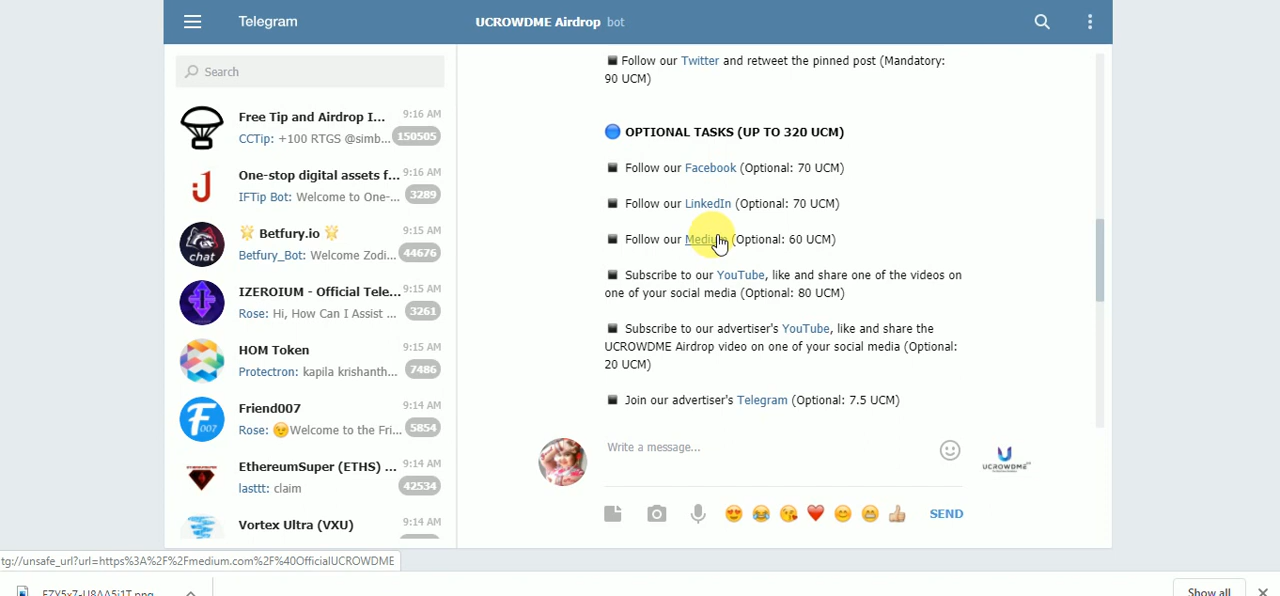 Telegram
UCROWDME Airdrop bot
Search
Free Tip and Airdrop I... 9:16 AM
CCTip: +100 RTGS @simb... 150505
One-stop digital assets f... 9:16 AM
IFTip Bot: Welcome to One-... 3289
🌟 Betfury.io 🌟 9:15 AM
Betfury_Bot: Welcome Zodi... 44676
chat
IZEROIUM - Official Tele... 9:15 AM
Rose: Hi, How Can I Assist ... 3261
HOM Token 9:15 AM
Protectron: kapila krishanth... 7486
Friend007 9:14 AM
Rose: 😉Welcome to the Fri... 5854
F007
EthereumSuper (ETHS) ... 9:14 AM
lasttt: claim 42534
Vortex Ultra (VXU) 9:14 AM
◾ Follow our Twitter and retweet the pinned post (Mandatory:
90 UCM)
🔵 OPTIONAL TASKS (UP TO 320 UCM)
◾ Follow our Facebook (Optional: 70 UCM)
◾ Follow our LinkedIn (Optional: 70 UCM)
◾ Follow our Medium (Optional: 60 UCM)
◾ Subscribe to our YouTube, like and share one of the videos on
one of your social media (Optional: 80 UCM)
◾ Subscribe to our advertiser's YouTube, like and share the
UCROWDME Airdrop video on one of your social media (Optional:
20 UCM)
◾ Join our advertiser's Telegram (Optional: 7.5 UCM)
Write a message...
UCROWDME
SEND
tg://unsafe_url?url=https%3A%2F%2Fmedium.com%2F%40OfficialUCROWDME
Show all